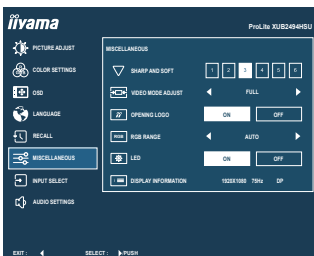 iiyama
ProLite XUB2494HSU
PICTURE ADJUST
COLOR SETTINGS
OSD
LANGUAGE
RECALL
MISCELLANEOUS
INPUT SELECT
AUDIO SETTINGS
MISCELLANEOUS
SHARP AND SOFT 1 2 3 4 5 6
VIDEO MODE ADJUST FULL
OPENING LOGO ON OFF
RGB RGB RANGE AUTO
LED ON OFF
DISPLAY INFORMATION 1920X1080 75Hz DP
EXIT : SELECT : /PUSH